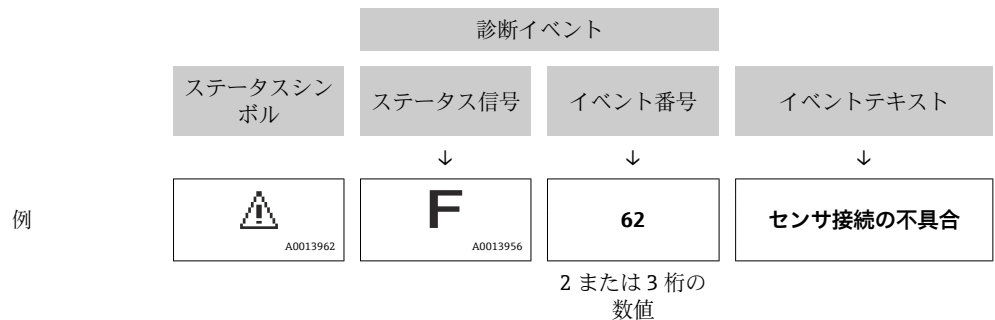 診断イベント
ステータスシン
ボル
ステータス信号
イベント番号
イベントテキスト
↓ ↓ ↓
例
A0013962
F
A0013956
62
センサ接続の不具合
2 または 3 桁の
数値